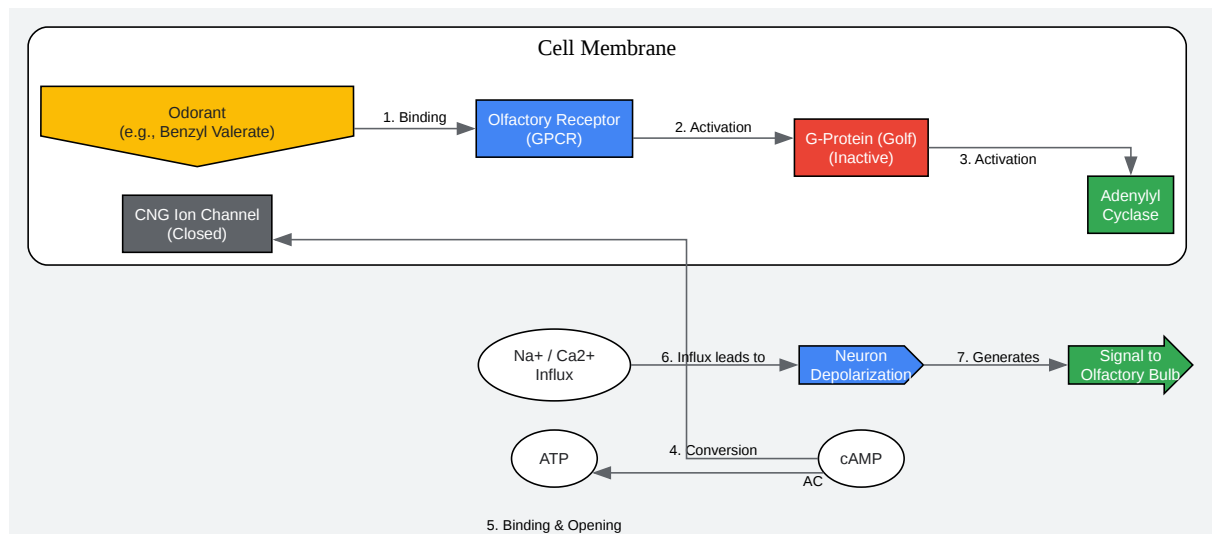 Cell Membrane
Odorant
(e.g., Benzyl Valerate)
1. Binding
Olfactory Receptor
(GPCR)
2. Activation
G-Protein (Golf)
(Inactive)
3. Activation
Adenylyl
Cyclase
CNG Ion Channel
(Closed)
Na+ / Ca2+
Influx
6. Influx leads to
Neuron
Depolarization
7. Generates
Signal to
Olfactory Bulb
ATP
4. Conversion
cAMP
AC
5. Binding & Opening